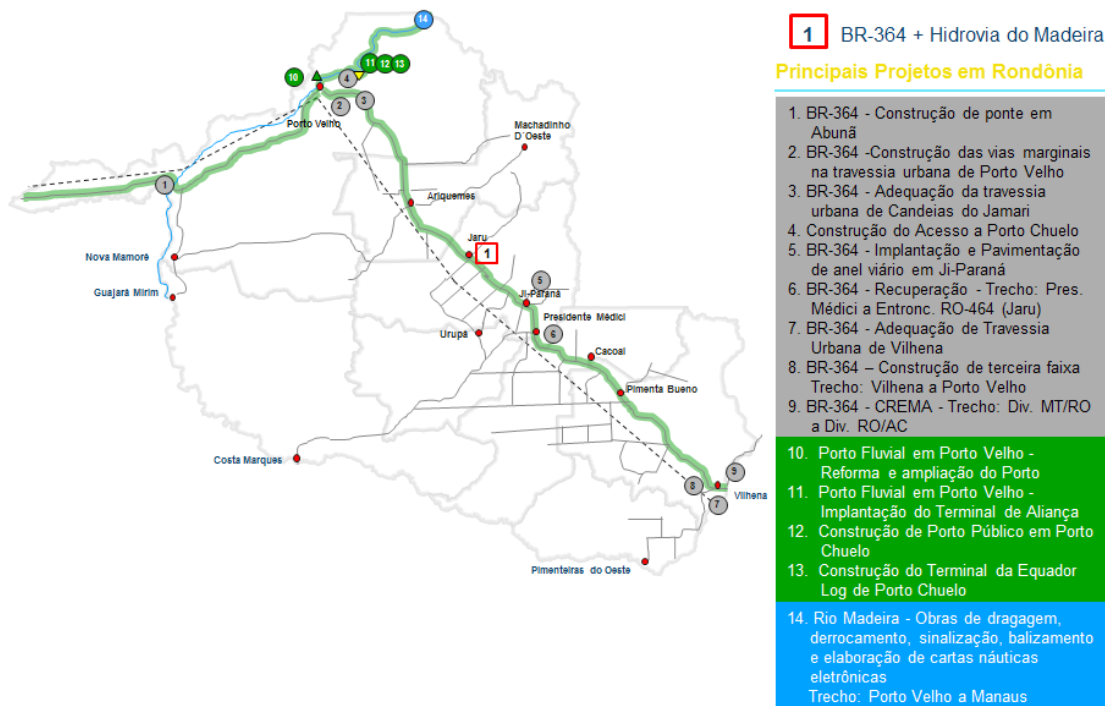 14
11
12
13
10
4
2
3
Porto Velho
Machadinho
D´Oeste
1
Ariquemes
Jaru
1
Nova Mamoré
Guajará Mirim
5
Ji-Paraná
Presidente Médici
6
Urupá
Cacoal
Pimenta Bueno
Costa Marques
9
8
Vilhena
7
Pimenteiras do Oeste
1 BR-364 + Hidrovia do Madeira
Principais Projetos em Rondônia
1. BR-364 - Construção de ponte em
Abunã
2. BR-364 -Construção das vias marginais
na travessia urbana de Porto Velho
3. BR-364 - Adequação da travessia
urbana de Candeias do Jamari
4. Construção do Acesso a Porto Chuelo
5. BR-364 - Implantação e Pavimentação
de anel viário em Ji-Paraná
6. BR-364 - Recuperação - Trecho: Pres.
Médici a Entronc. RO-464 (Jaru)
7. BR-364 - Adequação de Travessia
Urbana de Vilhena
8. BR-364 – Construção de terceira faixa
Trecho: Vilhena a Porto Velho
9. BR-364 - CREMA - Trecho: Div. MT/RO
a Div. RO/AC
10. Porto Fluvial em Porto Velho -
Reforma e ampliação do Porto
11. Porto Fluvial em Porto Velho -
Implantação do Terminal de Aliança
12. Construção de Porto Público em Porto
Chuelo
13. Construção do Terminal da Equador
Log de Porto Chuelo
14. Rio Madeira - Obras de dragagem,
derrocamento, sinalização, balizamento
e elaboração de cartas náuticas
eletrônicas
Trecho: Porto Velho a Manaus